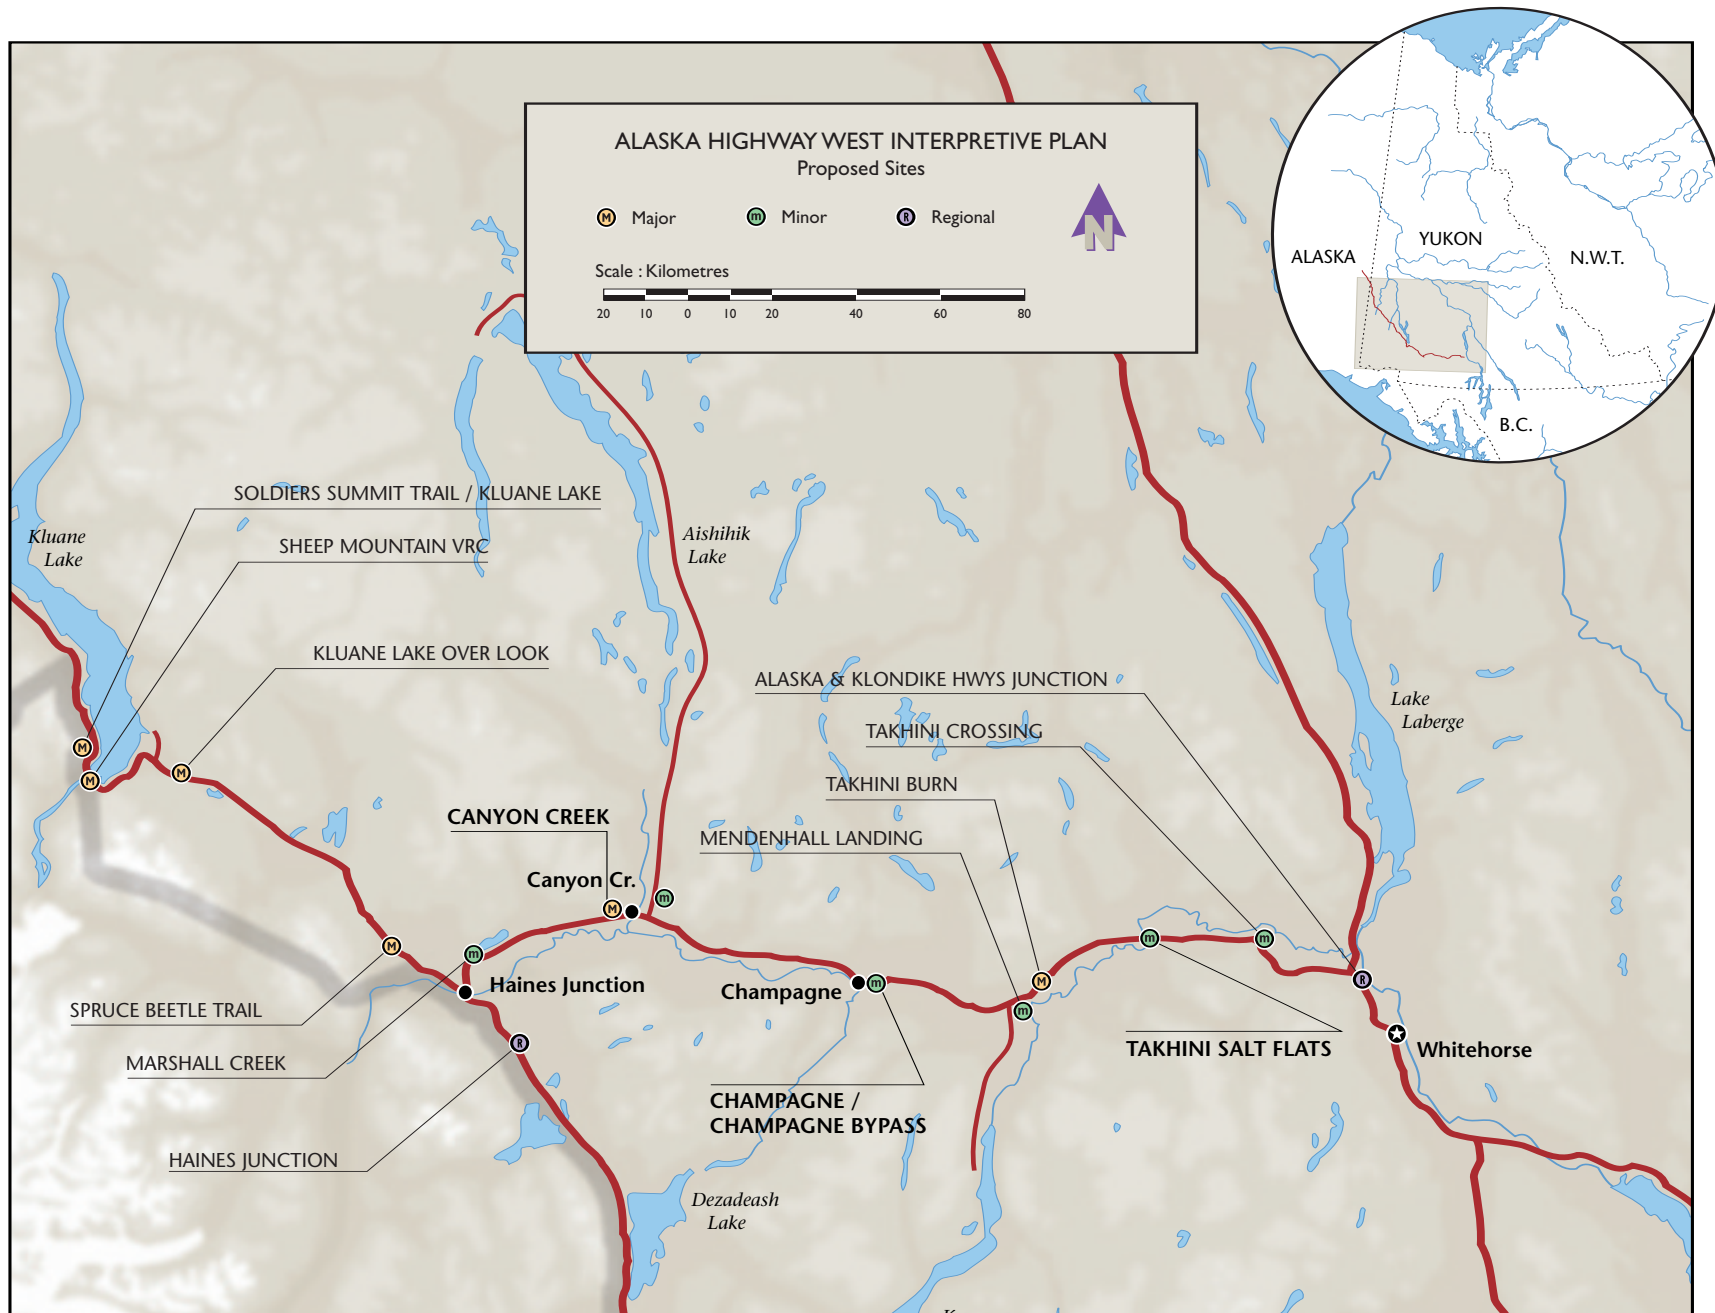 ALASKA HIGHWAY WEST INTERPRETIVE PLAN
Proposed Sites
M Major
m Minor
R Regional
N
Scale : Kilometres
20 10 0 10 20 40 60 80
ALASKA
YUKON
N.W.T.
B.C.
SOLDIERS SUMMIT TRAIL / KLUANE LAKE
Kluane
Lake
SHEEP MOUNTAIN VRC
Aishihik
Lake
KLUANE LAKE OVER LOOK
ALASKA & KLONDIKE HWYS JUNCTION
Lake
Laberge
TAKHINI CROSSING
M
M
M
TAKHINI BURN
CANYON CREEK
MENDENHALL LANDING
Canyon Cr.
m
M
M
m
m
m
Haines Junction
Champagne
m
M
R
SPRUCE BEETLE TRAIL
m
R
TAKHINI SALT FLATS
Whitehorse
MARSHALL CREEK
CHAMPAGNE /
CHAMPAGNE BYPASS
HAINES JUNCTION
Dezadeash
Lake